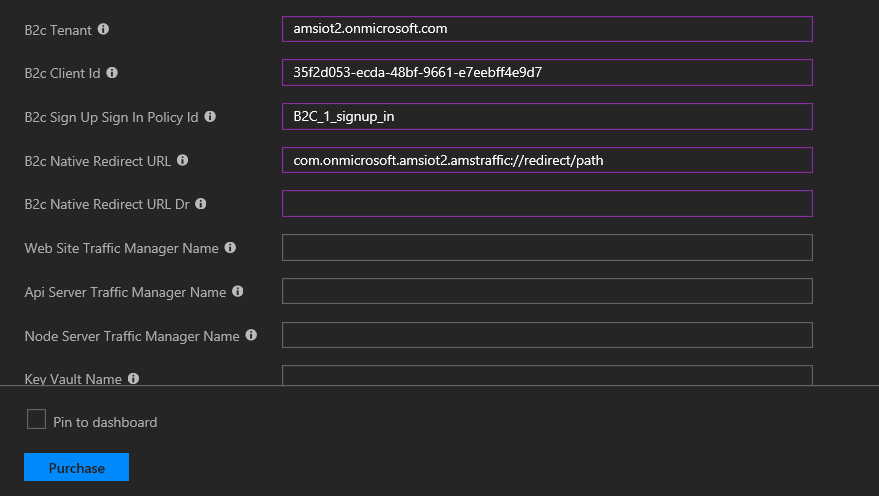 B2c Tenant
amsiot2.onmicrosoft.com
B2c Client Id
35f2d053-ecda-48bf-9661-e7eebff4e9d7
B2c Sign Up Sign In Policy Id
B2C_1_signup_in
B2c Native Redirect URL
com.onmicrosoft.amsiot2.amstraffic://redirect/path
B2c Native Redirect URL Dr
Web Site Traffic Manager Name
Api Server Traffic Manager Name
Node Server Traffic Manager Name
Key Vault Name
Pin to dashboard
Purchase